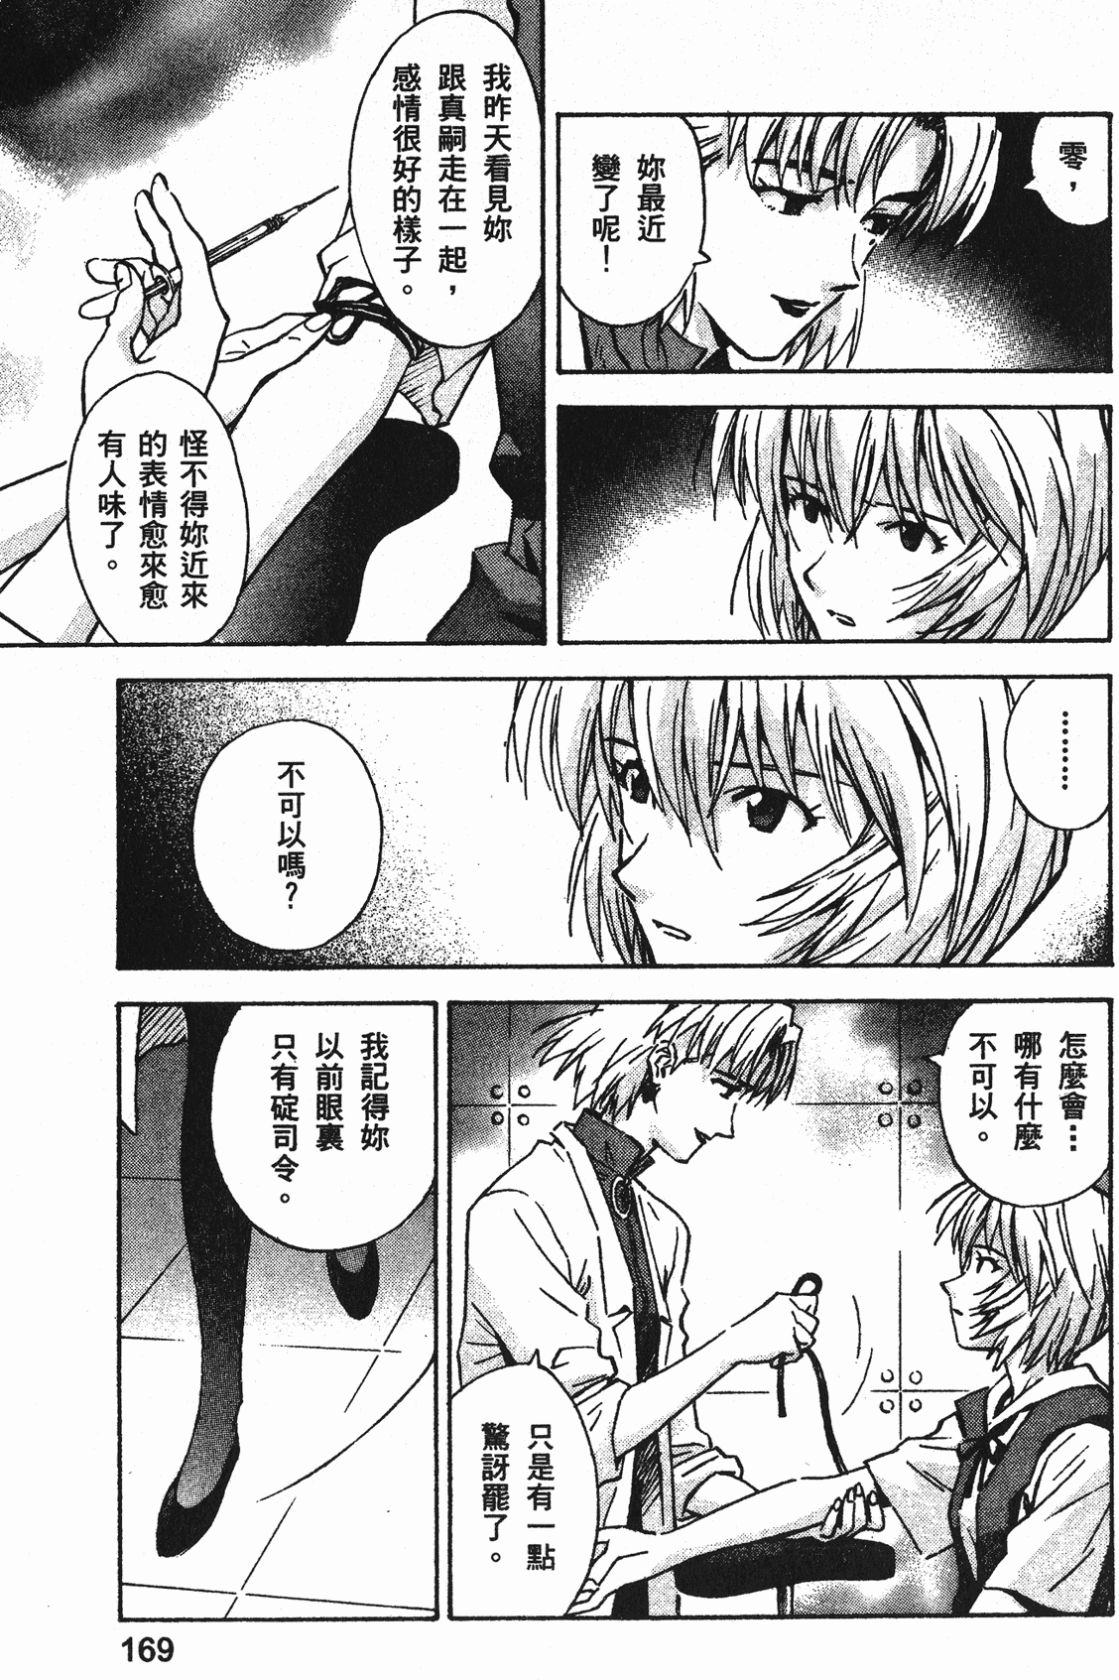 零，
妳最近
變了呢！
我昨天看見妳
跟真嗣走在一起，
感情很好的樣子。
怪不得妳近來
的表情愈來愈
有人味了。
………
不可以嗎？
怎麼會…
哪有什麼
不可以。
只是有一點
驚訝罷了。
我記得妳
以前眼裏
只有碇司令。
169